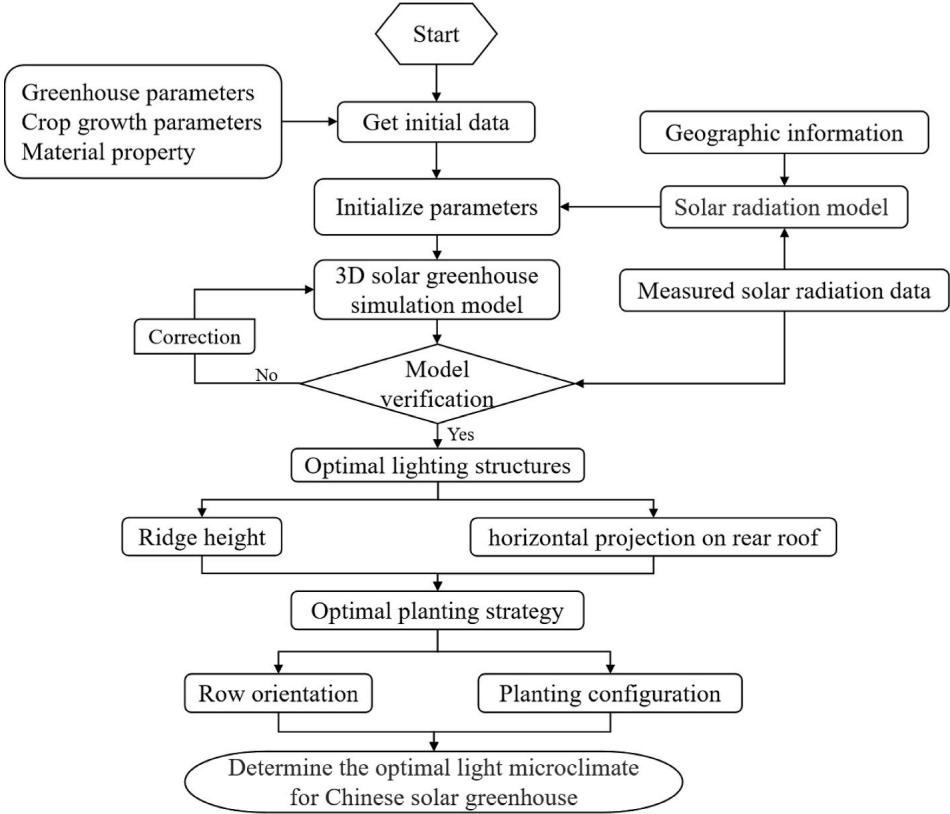 Start
Greenhouse parameters
Crop growth parameters
Material property
Get initial data
Geographic information
Initialize parameters
Solar radiation model
3D solar greenhouse
simulation model
Measured solar radiation data
Correction
No
Model
verification
Yes
Optimal lighting structures
Ridge height
horizontal projection on rear roof
Optimal planting strategy
Row orientation
Planting configuration
Determine the optimal light microclimate
for Chinese solar greenhouse